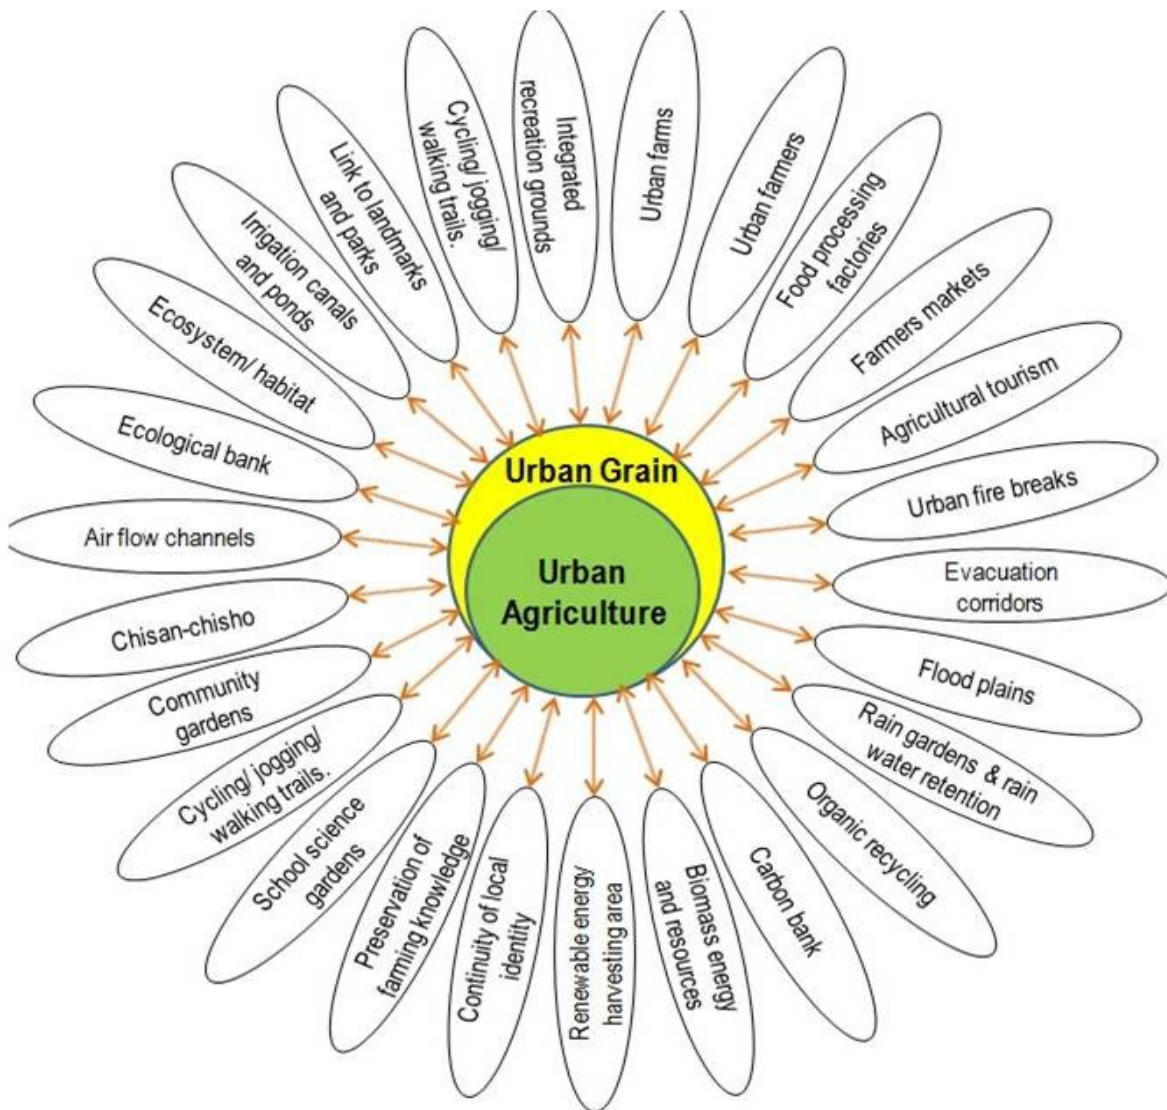 Urban Grain
Urban
Agriculture
Integrated
recreation grounds
Urban farms
Urban farmers
Food processing
factories
Farmers markets
Agricultural tourism
Urban fire breaks
Evacuation
corridors
Flood plains
Rain gardens & rain
water retention
Organic recycling
Carbon bank
Biomass energy
and resources
Renewable energy
harvesting area
Continuity of local
identity
Preservation of
farming knowledge
School science
gardens
Cycling/ jogging/
walking trails.
Community
gardens
Chisan-chisho
Air flow channels
Ecological bank
Ecosystem/ habitat
Irrigation canals
and ponds
Link to landmarks
and parks
Cycling/ jogging/
walking trails.